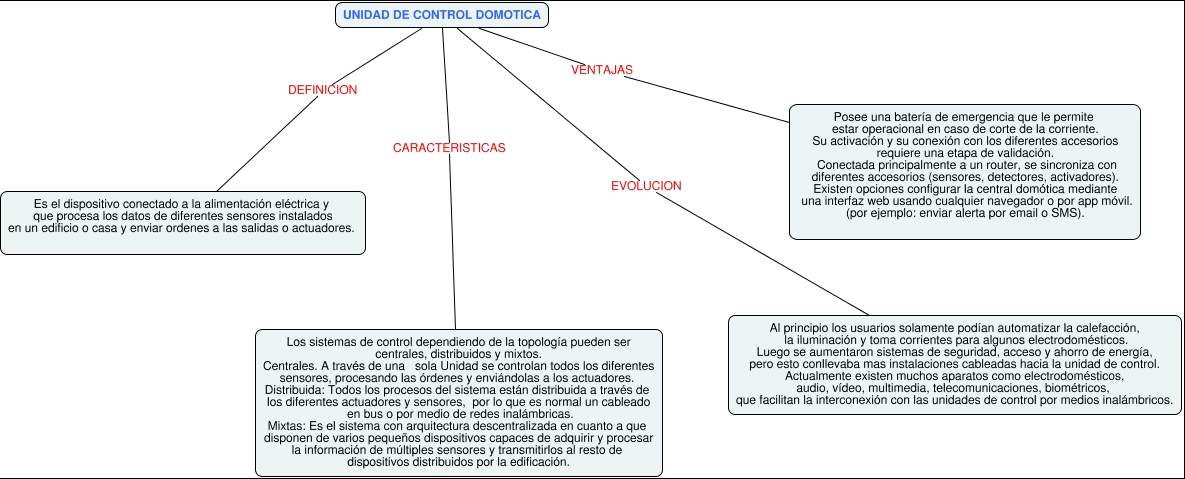 UNIDAD DE CONTROL DOMOTICA
DEFINICION
Es el dispositivo conectado a la alimentación eléctrica y
que procesa los datos de diferentes sensores instalados
en un edificio o casa y enviar ordenes a las salidas o actuadores.
CARACTERISTICAS
Los sistemas de control dependiendo de la topología pueden ser
centrales, distribuidos y mixtos.
Centrales. A través de una   sola Unidad se controlan todos los diferentes
sensores, procesando las órdenes y enviándolas a los actuadores.
Distribuida: Todos los procesos del sistema están distribuida a través de
los diferentes actuadores y sensores,  por lo que es normal un cableado
en bus o por medio de redes inalámbricas.
Mixtas: Es el sistema con arquitectura descentralizada en cuanto a que
disponen de varios pequeños dispositivos capaces de adquirir y procesar
la información de múltiples sensores y transmitirlos al resto de
dispositivos distribuidos por la edificación.
EVOLUCION
Al principio los usuarios solamente podían automatizar la calefacción,
la iluminación y toma corrientes para algunos electrodomésticos.
Luego se aumentaron sistemas de seguridad, acceso y ahorro de energía,
pero esto conllevaba mas instalaciones cableadas hacia la unidad de control.
Actualmente existen muchos aparatos como electrodomésticos,
audio, vídeo, multimedia, telecomunicaciones, biométricos,
que facilitan la interconexión con las unidades de control por medios inalámbricos.
VENTAJAS
Posee una batería de emergencia que le permite
estar operacional en caso de corte de la corriente.
Su activación y su conexión con los diferentes accesorios
requiere una etapa de validación.
Conectada principalmente a un router, se sincroniza con
diferentes accesorios (sensores, detectores, activadores).
Existen opciones configurar la central domótica mediante
una interfaz web usando cualquier navegador o por app móvil.
(por ejemplo: enviar alerta por email o SMS).